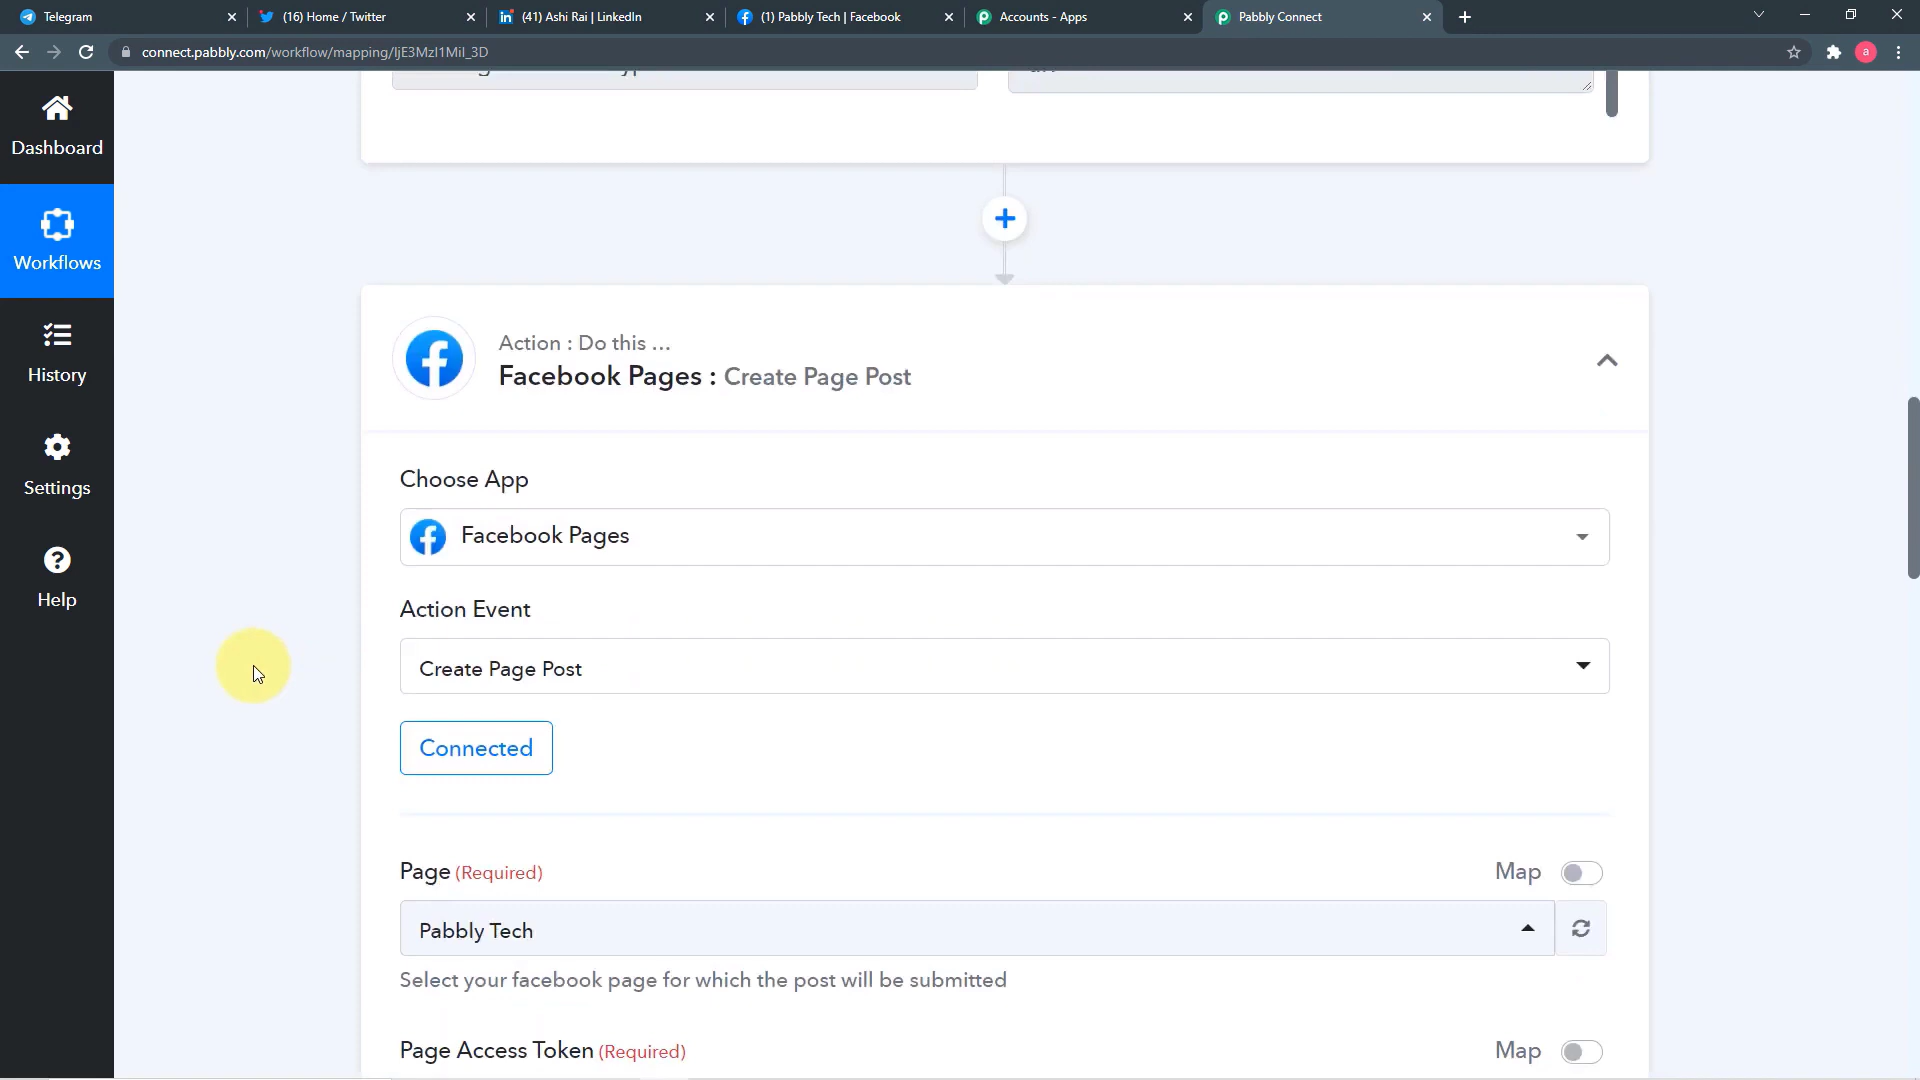 Telegram
(16) Home / Twitter
(41) Ashi Rai | LinkedIn
(1) Pabbly Tech | Facebook
Accounts - Apps
Pabbly Connect
connect.pabbly.com/workflow/mapping/IjE3MzI1MiI_3D
a
Dashboard
Workflows
History
Settings
Help
Action : Do this ...
Facebook Pages : Create Page Post
Choose App
Facebook Pages
Action Event
Create Page Post
Connected
Page (Required)
Map
Pabbly Tech
Select your facebook page for which the post will be submitted
Page Access Token (Required)
Map